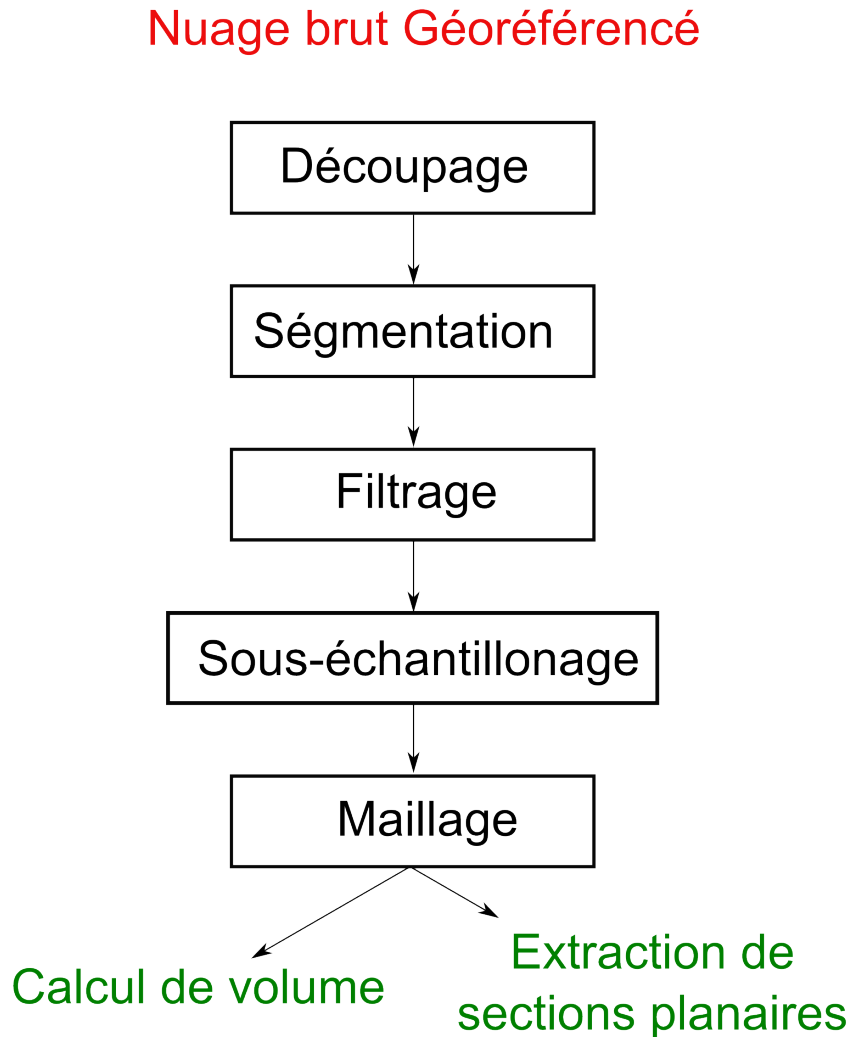 Nuage brut Géoréférencé
Découpage
Ségmentation
Filtrage
Sous-échantillonage
Maillage
Calcul de volume
Extraction de
sections planaires